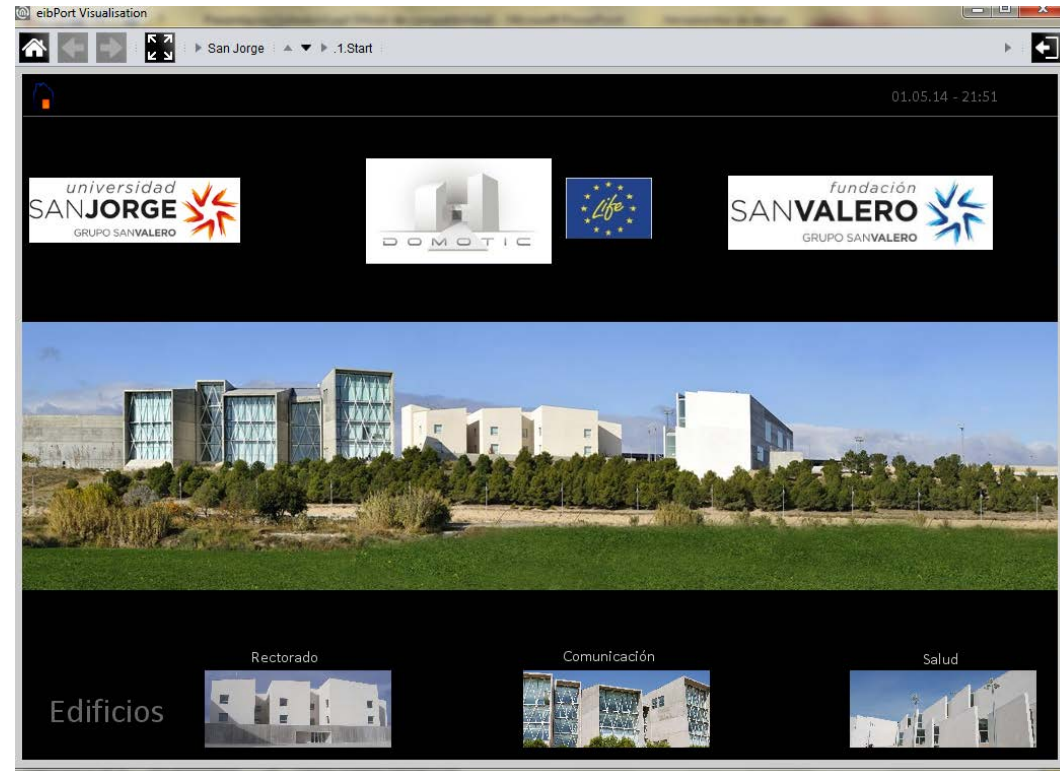 eibPort Visualisation
San Jorge
.1.Start
01.05.14 - 21:51
universidad
SANJORGE
GRUPO SANVALERO
DOMOTIC
Life
fundación
SANVALERO
GRUPO SANVALERO
Rectorado
Comunicación
Salud
Edificios